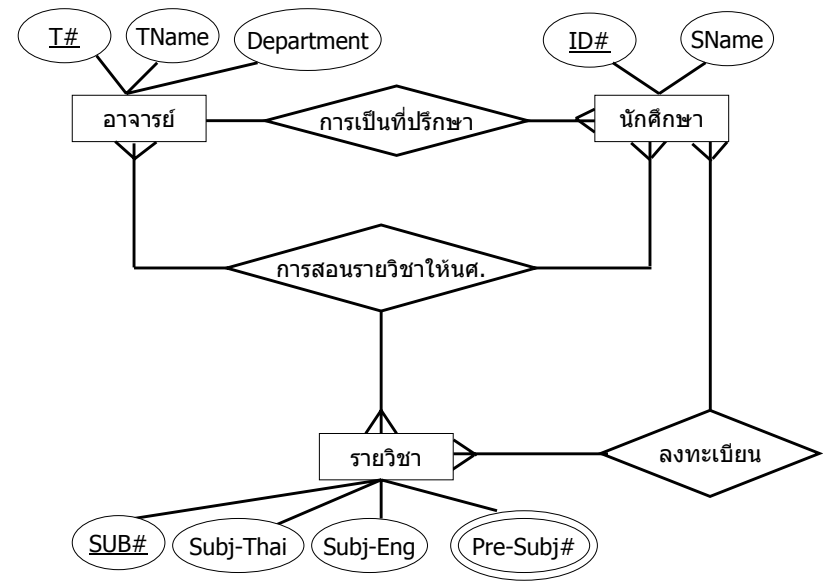 T#
TName
Department
ID#
SName
อาจารย์
การเป็นที่ปรึกษา
นักศึกษา
การสอนรายวิชาให้นศ.
รายวิชา
ลงทะเบียน
SUB#
Subj-Thai
Subj-Eng
Pre-Subj#